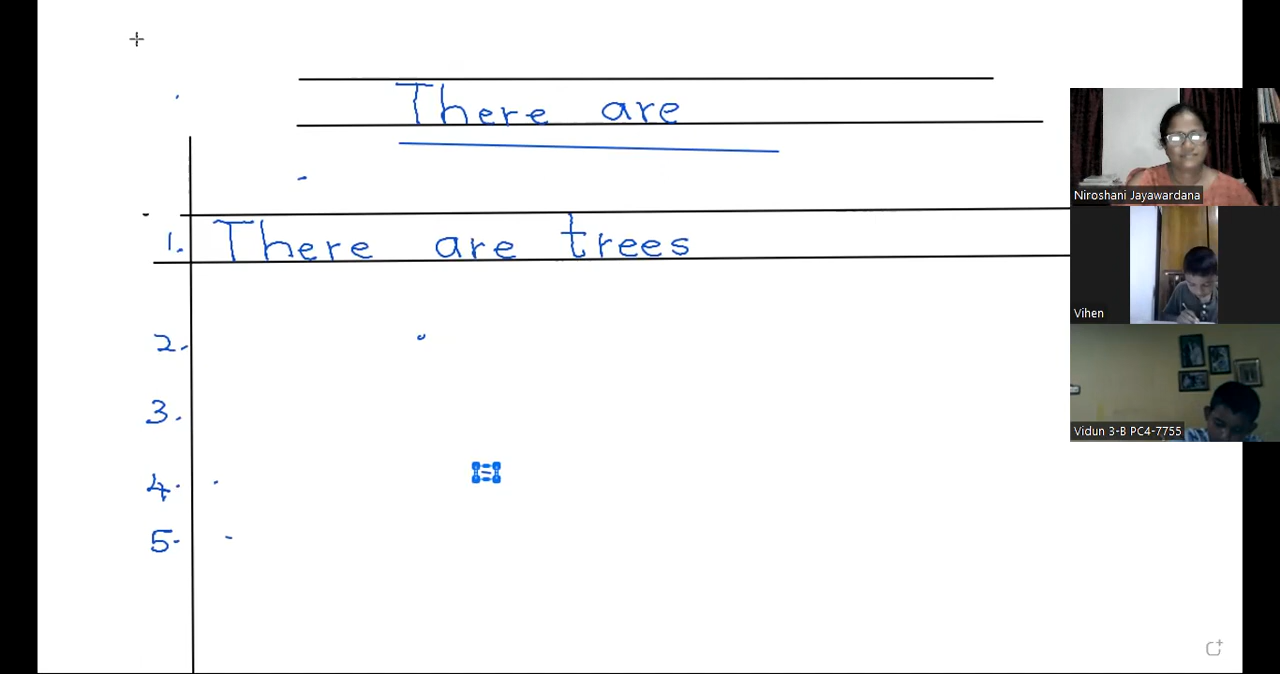 There are
1. There are trees
2.
3.
4.
5.
Niroshani Jayawardana
Vihen
Vidun 3-B PC4-7755